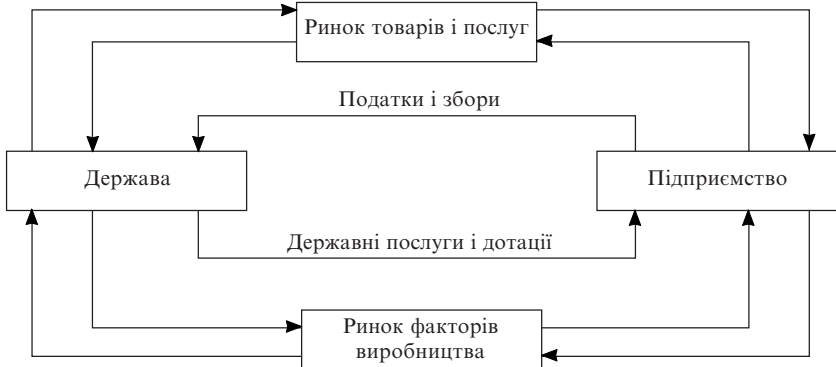 Ринок товарів і послуг
Податки і збори
Держава
Підприємство
Державні послуги і дотації
Ринок факторів
виробництва